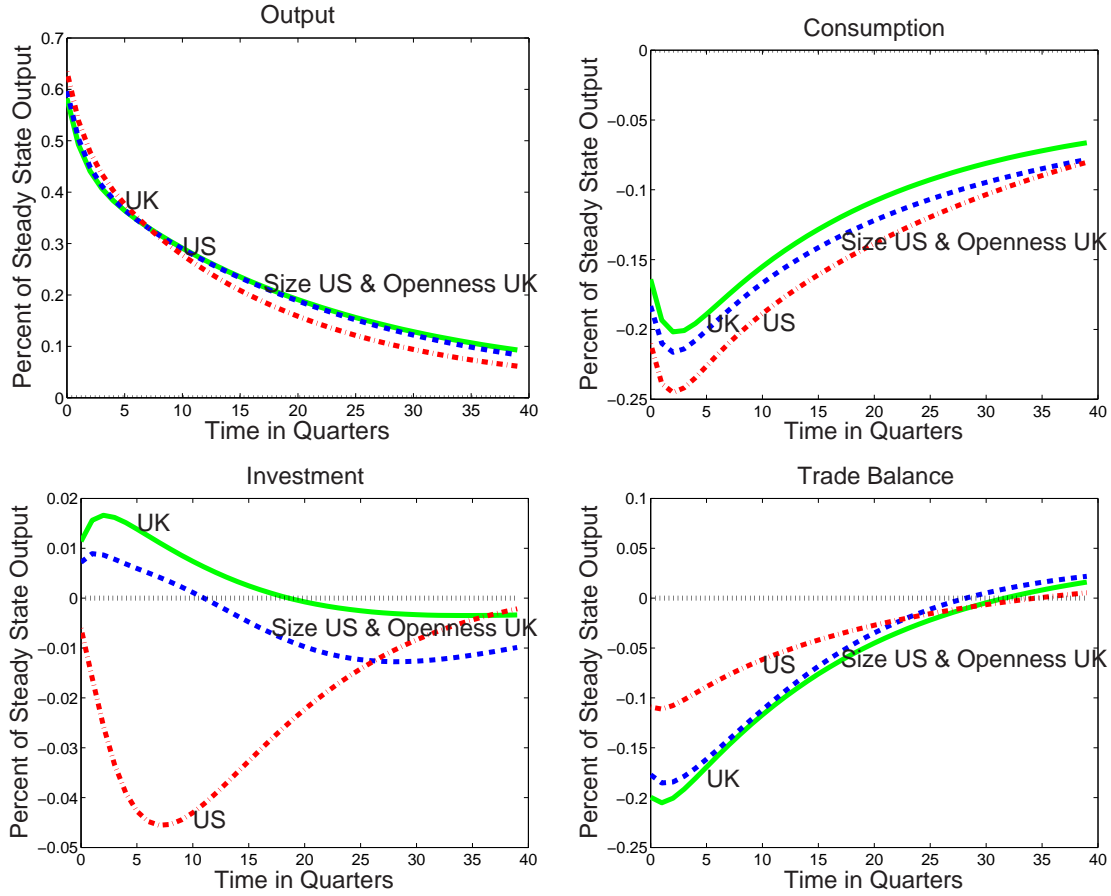 Output
Percent of Steady State Output
0.7
0.6
0.5
0.4
0.3
0.2
0.1
0
UK
US
Size US & Openness UK
0 5 10 15 20 25 30 35 40
Time in Quarters
Consumption
Percent of Steady State Output
0
−0.05
−0.1
−0.15
−0.2
−0.25
Size US & Openness UK
UK
US
0 5 10 15 20 25 30 35 40
Time in Quarters
Investment
Percent of Steady State Output
0.02
0.01
0
−0.01
−0.02
−0.03
−0.04
−0.05
UK
Size US & Openness UK
US
0 5 10 15 20 25 30 35 40
Time in Quarters
Trade Balance
Percent of Steady State Output
0.1
0.05
0
−0.05
−0.1
−0.15
−0.2
−0.25
US
Size US & Openness UK
UK
0 5 10 15 20 25 30 35 40
Time in Quarters